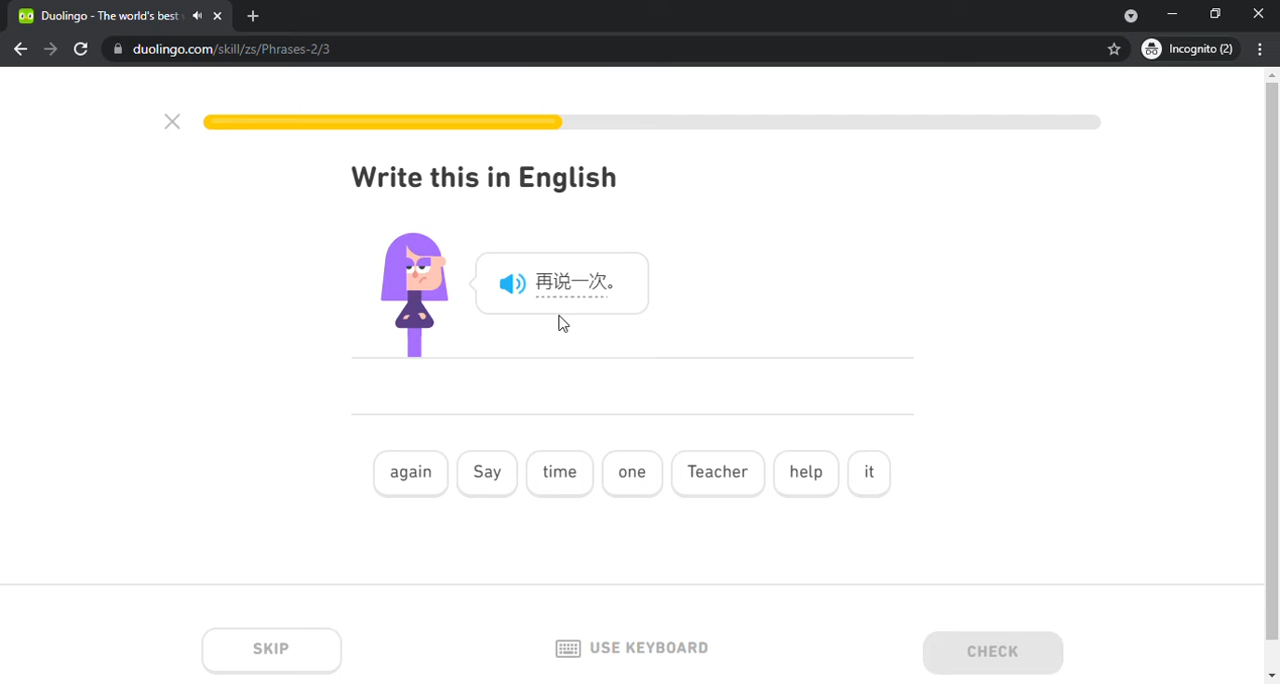 Duolingo - The world's best
duolingo.com/skill/zs/Phrases-2/3
Incognito (2)
Write this in English
再说一次。
again Say time one Teacher help it
SKIP USE KEYBOARD CHECK